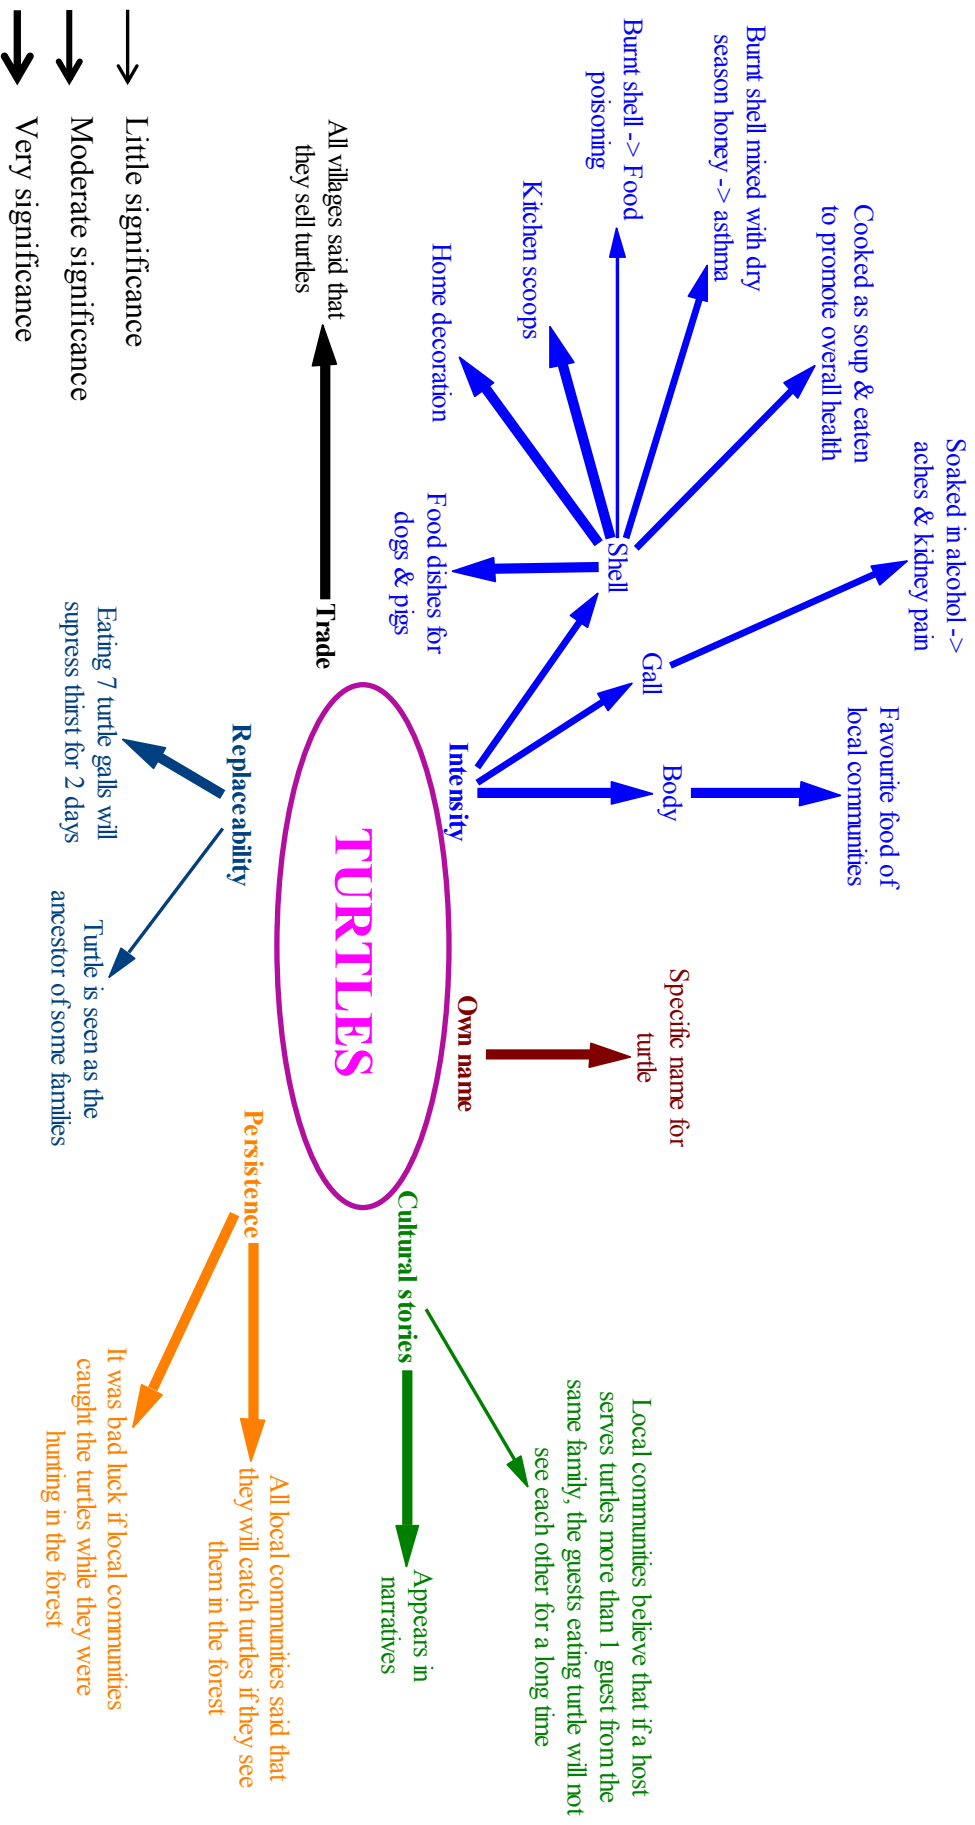 Soaked in alcohol ->
aches & kidney pain
Cooked as soup & eaten
to promote overall health
Favourite food of
local communities
Burnt shell mixed with dry
season honey -> asthma
Burnt shell -> Food
poisoning
Kitchen scoops
Home decoration
Food dishes for
dogs & pigs
Shell
Gall
Body
Intensity
Specific name for
turtle
Own name
Local communities believe that if a host
serves turtles more than 1 guest from the
same family, the guests eating turtle will not
see each other for a long time
Cultural stories
Appears in
narratives
TURTLES
All villages said that
they sell turtles
Trade
Replaceability
Eating 7 turtle galls will
supress thirst for 2 days
Turtle is seen as the
ancestor of some families
Persistence
All local communities said that
they will catch turtles if they see
them in the forest
It was bad luck if local communities
caught the turtles while they were
hunting in the forest
Little significance
Moderate significance
Very significance